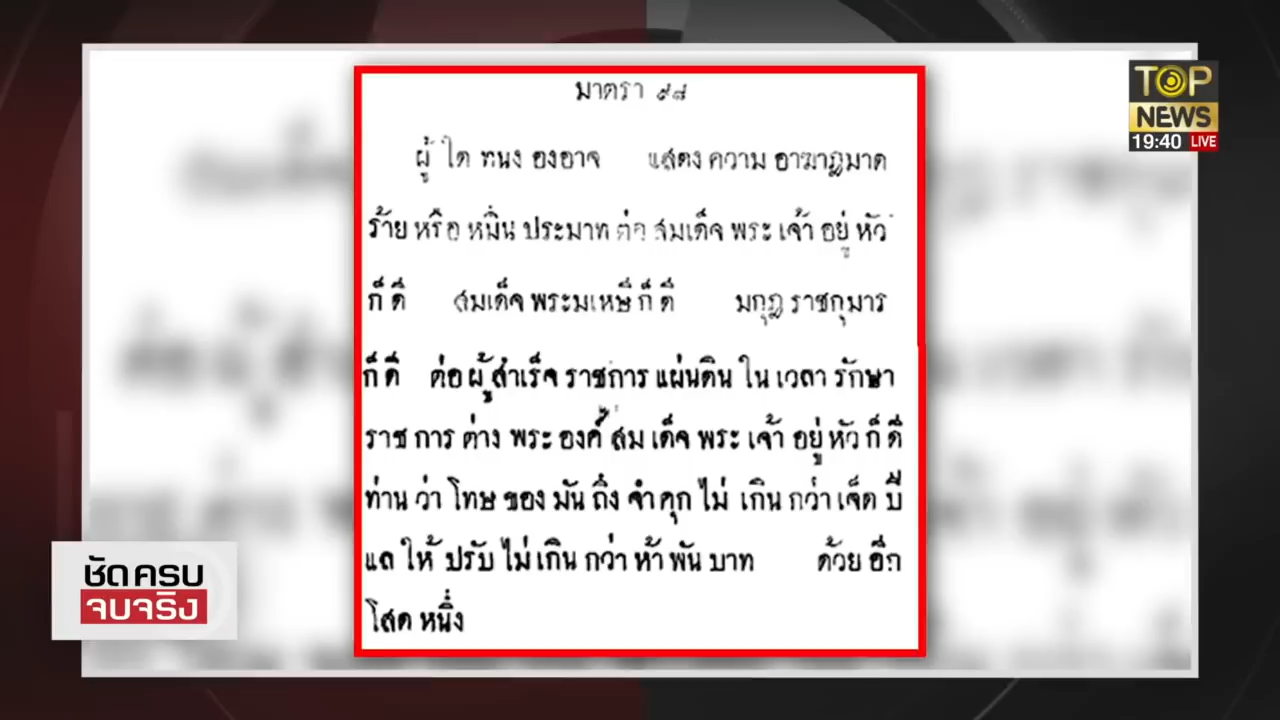 มาตรา ๙๘
ผู้ ใด ทนง องอาจ แสดง ความ อาฆาฏมาด
ร้าย หรือ หมิ่น ประมาท ต่อ สมเด็จ พระ เจ้า อยู่ หัว
ก็ ดี สมเด็จ พระมเหษี ก็ ดี มกุฎ ราชกุมาร
ก็ดี ต่อ ผู้ สำเร็จ ราชการ แผ่นดิน ใน เวลา รักษา
ราช การ ต่าง พระ องค์ สม เด็จ พระ เจ้า อยู่ หัว ก็ ดี
ท่าน ว่า โทษ ของ มัน ถึง จำ คุก ไม่ เกิน กว่า เจ็ด ปี
แล ให้ ปรับ ไม่ เกิน กว่า ห้า พัน บาท ด้วย อีก
โสด หนึ่ง
TOP
NEWS
19:40 LIVE
ชัด ครบ
จบจริง